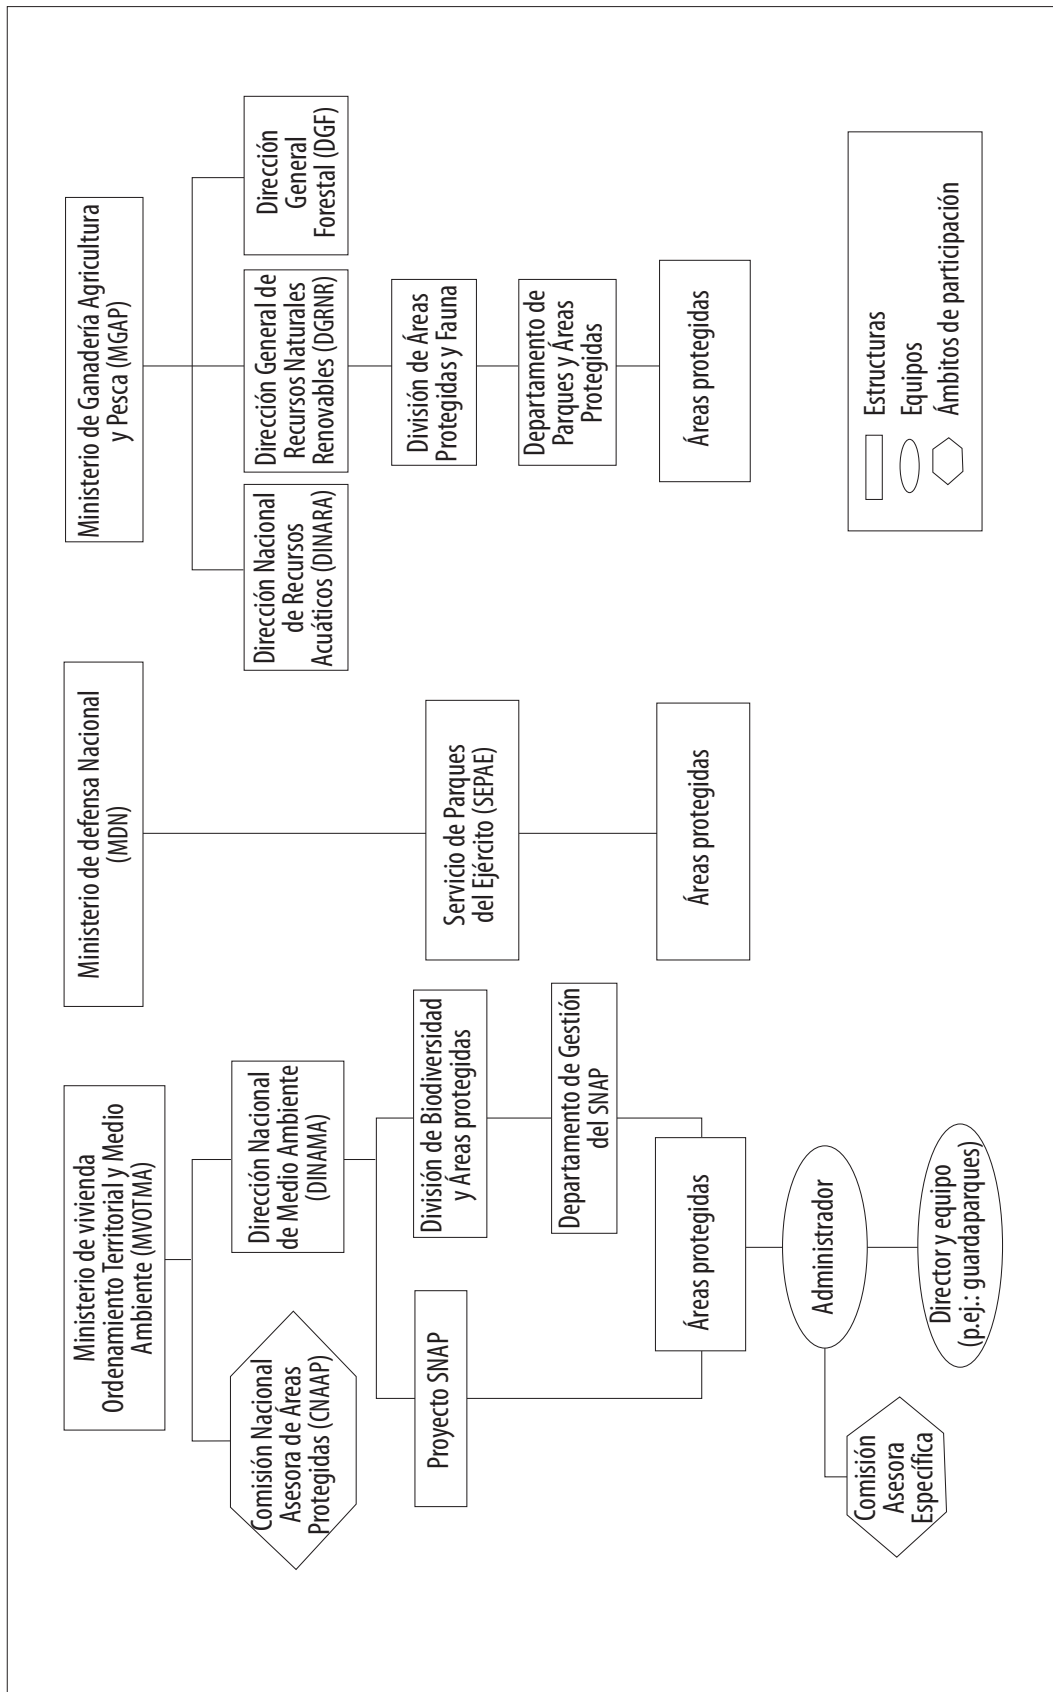 Ministerio de vivienda
Ordenamiento Territorial y Medio
Ambiente (MVOTMA)
Comisión Nacional
Asesora de Áreas
Protegidas (CNAAP)
Dirección Nacional
de Medio Ambiente
(DINAMA)
Proyecto SNAP
División de Biodiversidad
y Áreas protegidas
Departamento de Gestión
del SNAP
Áreas protegidas
Administrador
Comisión
Asesora
Específica
Director y equipo
(p.ej.: guardaparques)
Ministerio de defensa Nacional
(MDN)
Servicio de Parques
del Ejército (SEPAE)
Áreas protegidas
Ministerio de Ganadería Agricultura
y Pesca (MGAP)
Dirección Nacional
de Recursos
Acuáticos (DINARA)
Dirección General de
Recursos Naturales
Renovables (DGRNR)
Dirección
General
Forestal (DGF)
División de Áreas
Protegidas y Fauna
Departamento de
Parques y Áreas
Protegidas
Áreas protegidas
Estructuras
Equipos
Ámbitos de participación